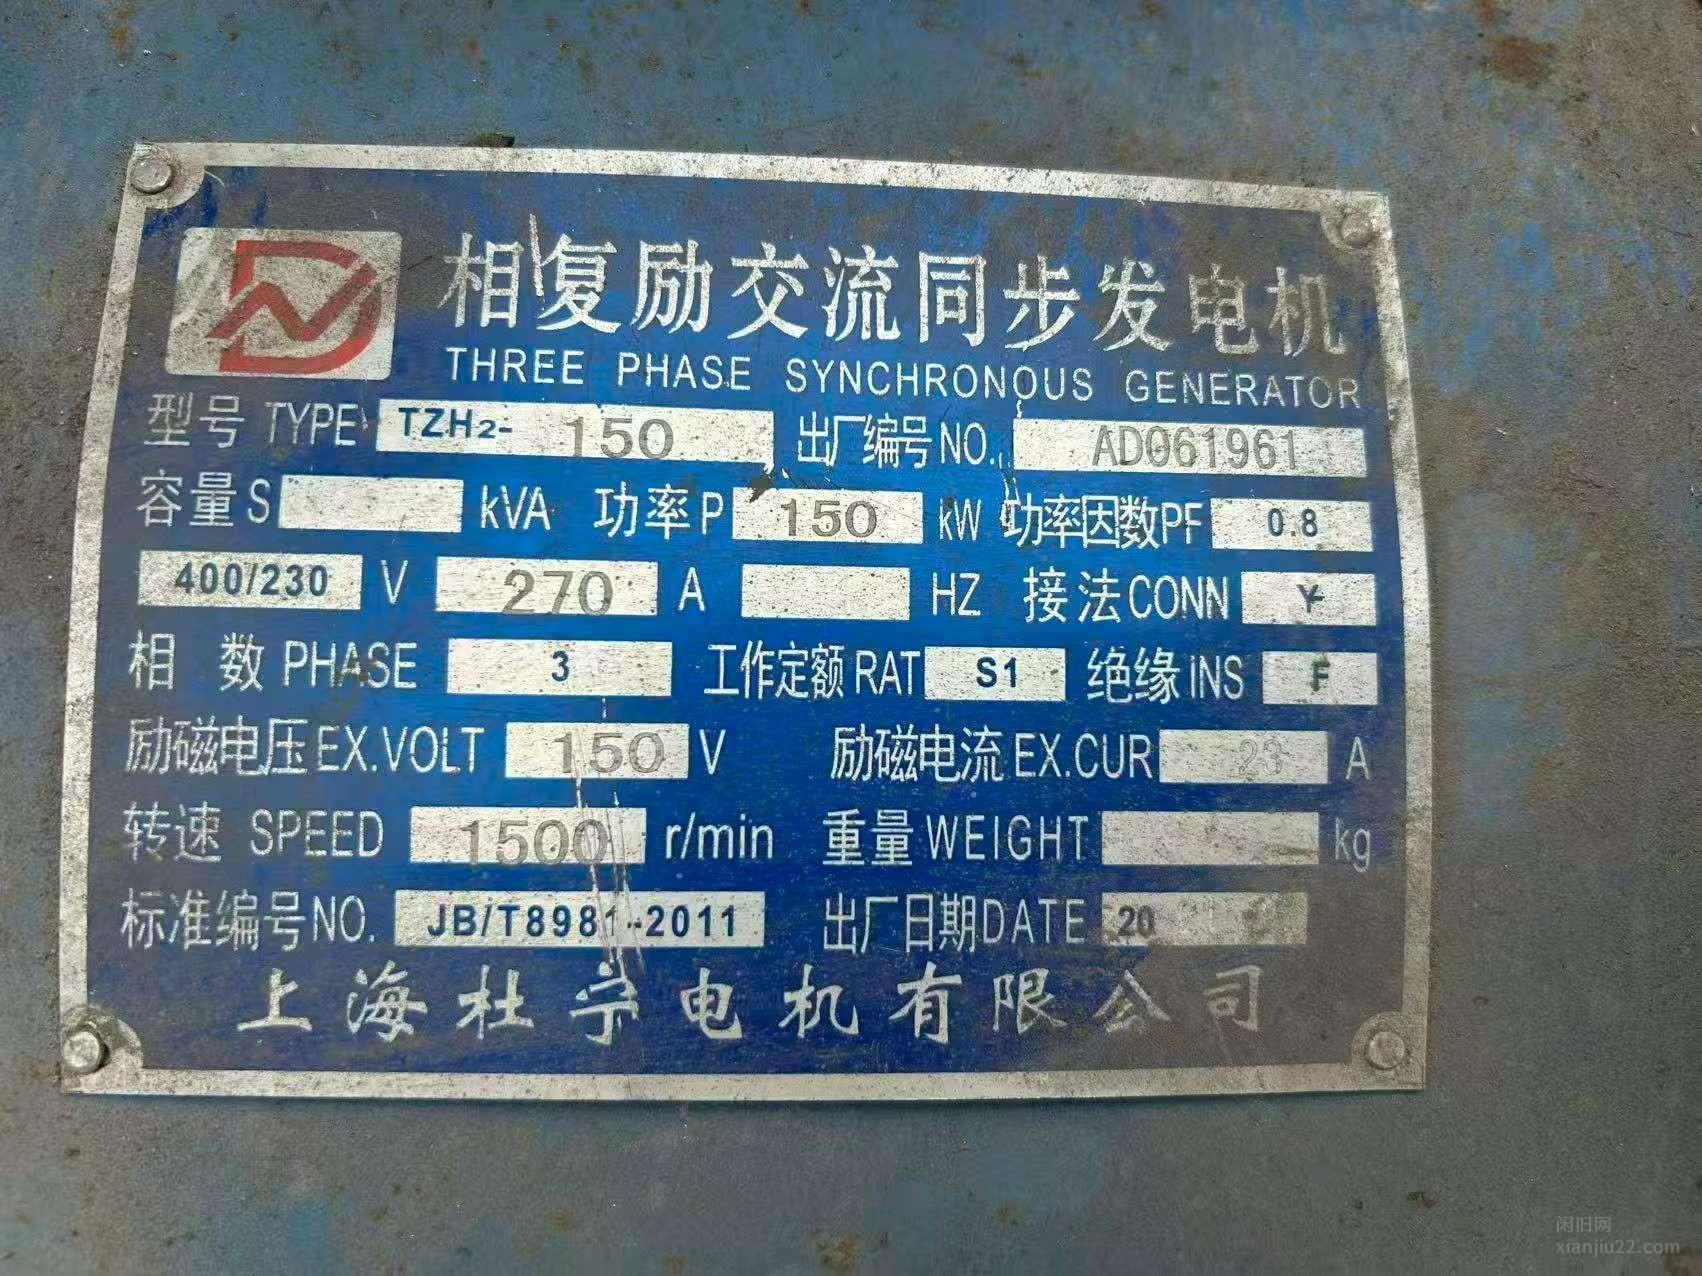 相复励交流同步发电机
THREE PHASE SYNCHRONOUS GENERATOR
型号 TYPE TZH2- 150 出厂编号 NO. AD061961
容量 S kVA 功率 P 150 kW 功率因数 PF 0.8
400/230 V 270 A HZ 接法 CONN Y
相 数 PHASE 3 工作定额 RAT S1 绝缘 INS F
励磁电压 EX.VOLT 150 V 励磁电流 EX.CUR 23 A
转速 SPEED 1500 r/min 重量 WEIGHT kg
标准编号 NO. JB/T8981-2011 出厂日期 DATE 20
上海杜宁电机有限公司
闲旧网
xianjiu22.com